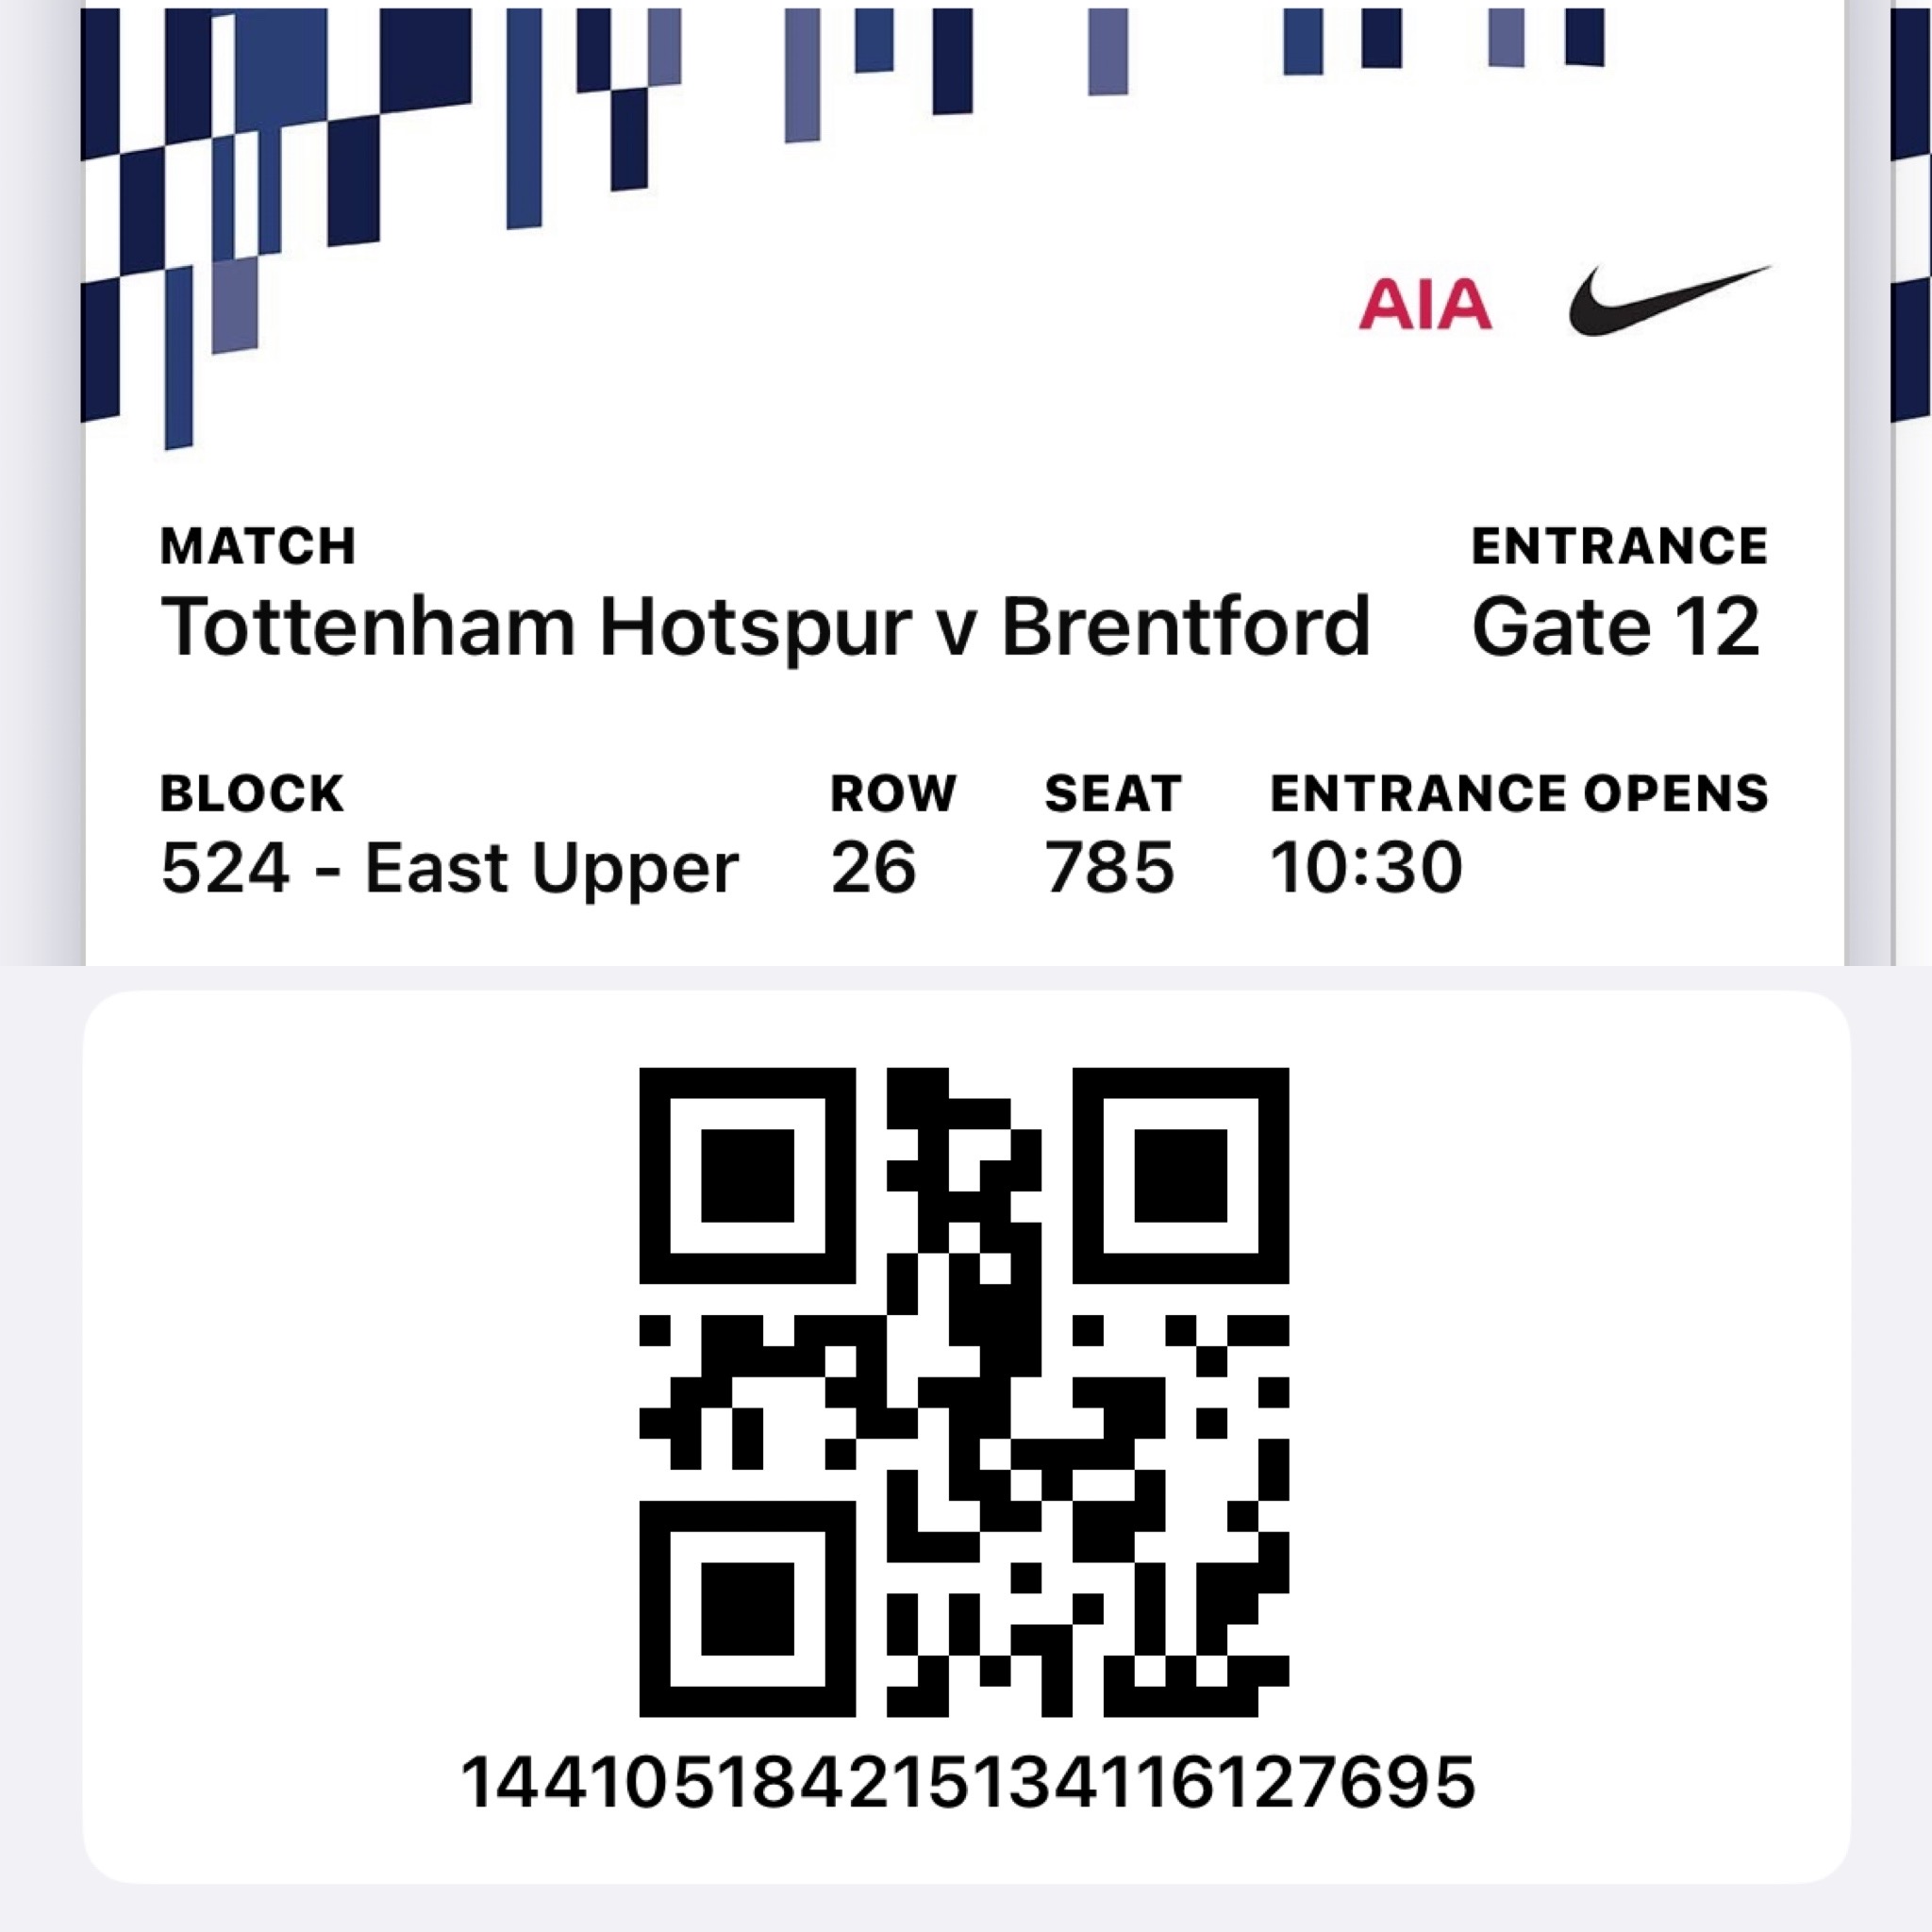 AIA
MATCH ENTRANCE
Tottenham Hotspur v Brentford Gate 12
BLOCK ROW SEAT ENTRANCE OPENS
524 - East Upper 26 785 10:30
144105184215134116127695